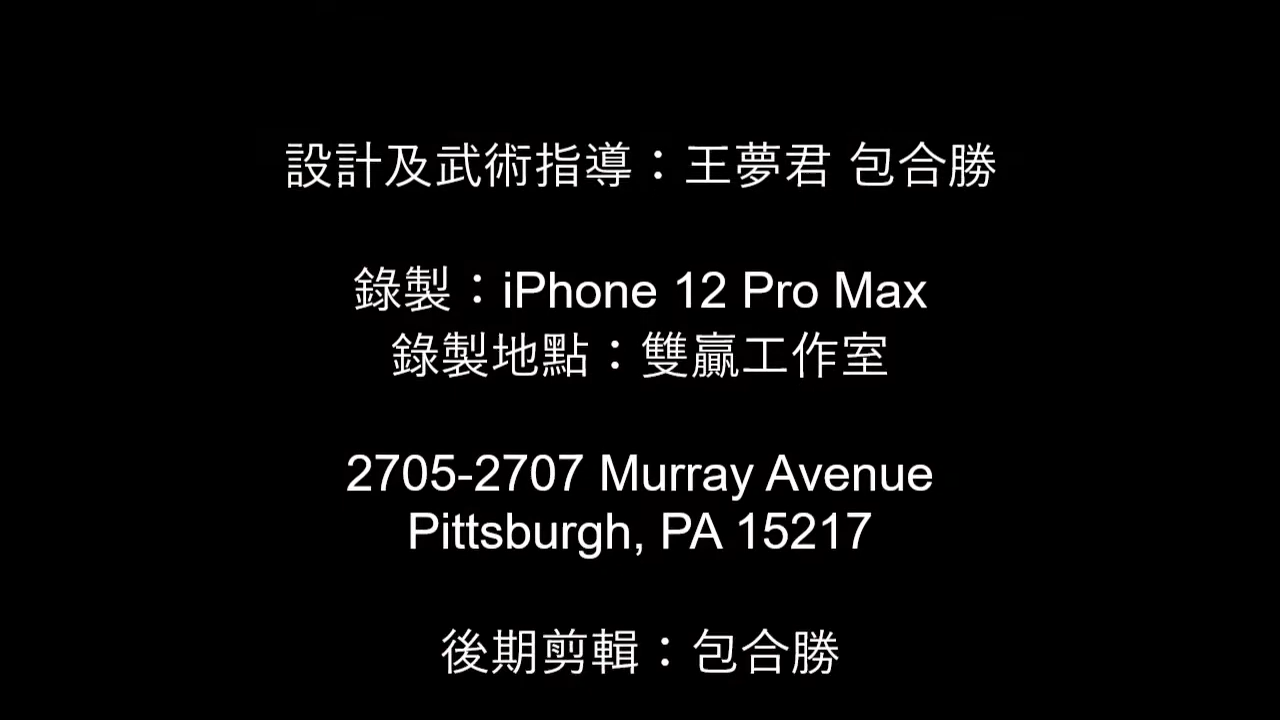 設計及武術指導：王夢君 包合勝
錄製：iPhone 12 Pro Max
錄製地點：雙贏工作室
2705-2707 Murray Avenue
Pittsburgh, PA 15217
後期剪輯：包合勝